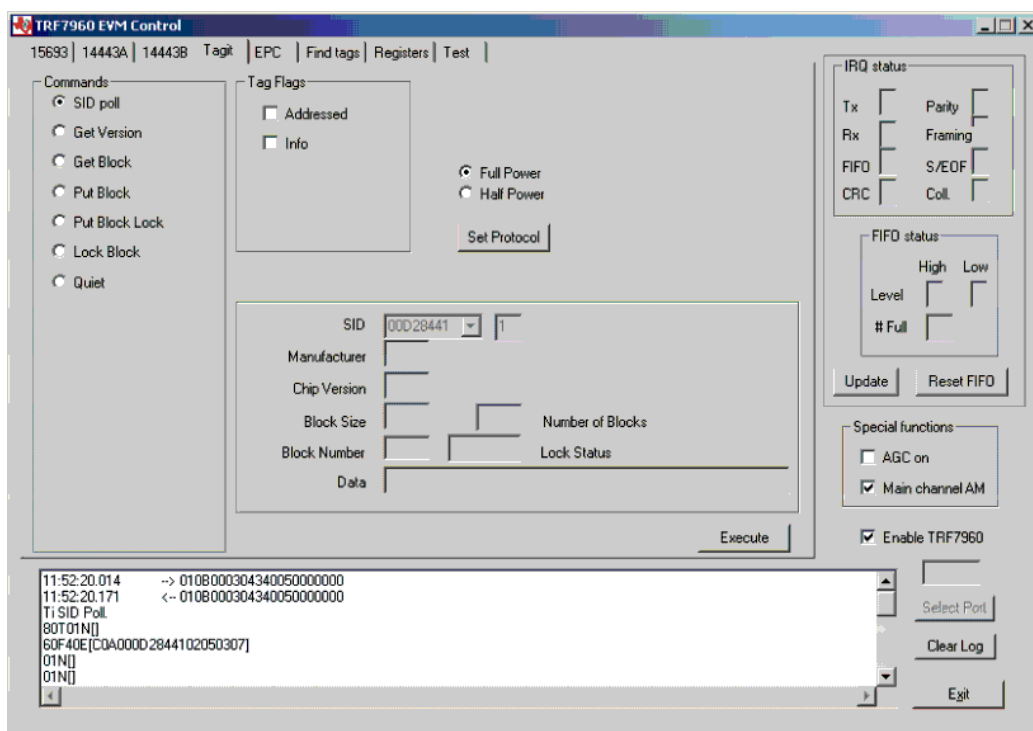 TRF7960 EVM Control
15693 14443A 14443B Tagit EPC Find tags Registers Test
Commands
SID poll
Get Version
Get Block
Put Block
Put Block Lock
Lock Block
Quiet
Tag Flags
Addressed
Info
Full Power
Half Power
Set Protocol
SID 00D28441 1
Manufacturer
Chip Version
Block Size Number of Blocks
Block Number Lock Status
Data
Execute
IRQ status
Tx Parity
Rx Framing
FIFO S/EOF
CRC Coll.
FIFO status
High Low
Level
# Full
Update Reset FIFO
Special functions
AGC on
Main channel AM
Enable TRF7960
Select Port
Clear Log
Exit
11:52:20.014 --> 010B000304340050000000
11:52:20.171 <-- 010B000304340050000000
Ti SID Poll.
80T01N[]
60F40E[C0A000D2844102050307]
01N[]
01N[]